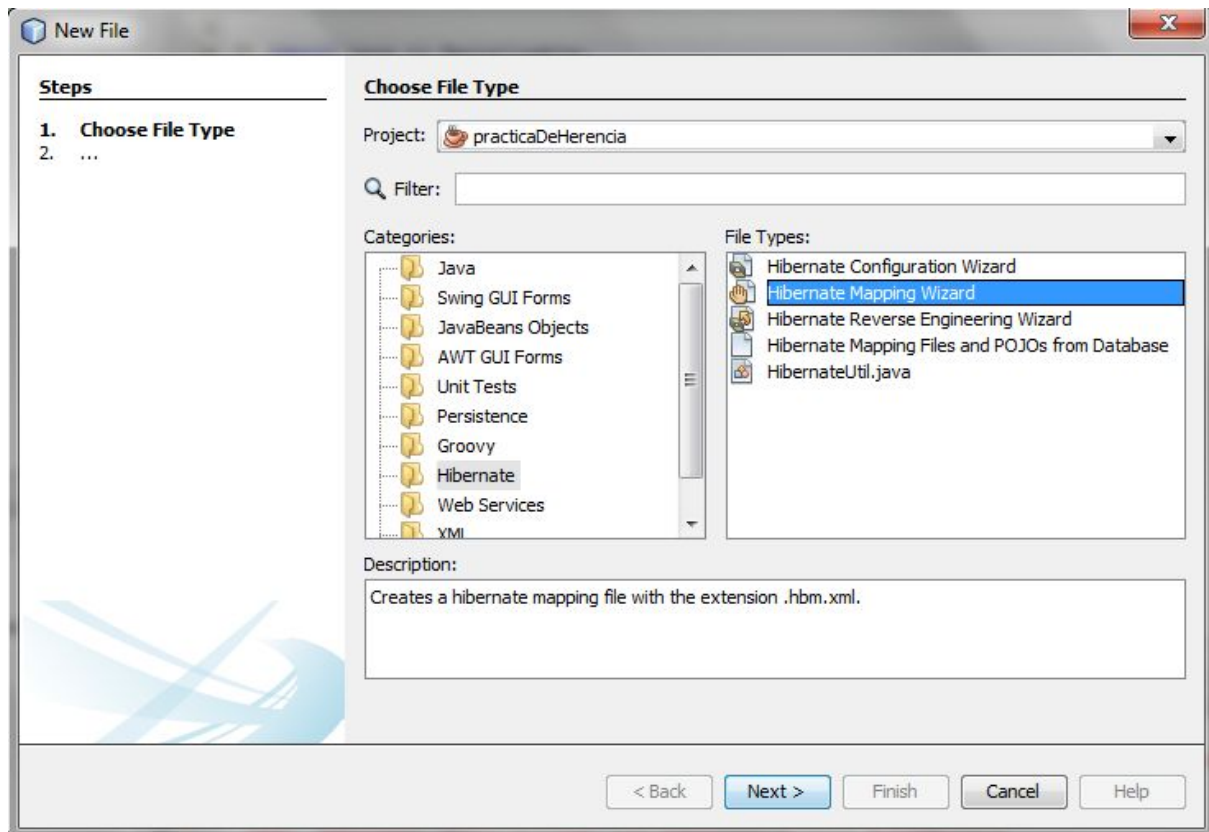 New File
Steps
1. Choose File Type
2. ...
Choose File Type
Project: practicaDeHerencia
Filter:
Categories:
Java
Swing GUI Forms
JavaBeans Objects
AWT GUI Forms
Unit Tests
Persistence
Groovy
Hibernate
Web Services
XML
File Types:
Hibernate Configuration Wizard
Hibernate Mapping Wizard
Hibernate Reverse Engineering Wizard
Hibernate Mapping Files and POJOs from Database
HibernateUtil.java
Description:
Creates a hibernate mapping file with the extension .hbm.xml.
< Back Next > Finish Cancel Help